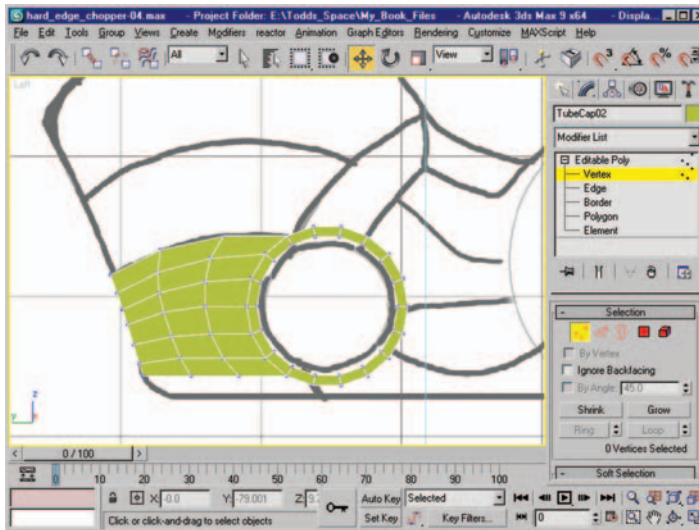 hard_edge_chopper-04.max - Project Folder: E:\Todds_Space\My_Book_Files - Autodesk 3ds Max 9 x64 - Displa...
File Edit Tools Group Views Create Modifiers reactor Animation Graph Editors Rendering Customize MAXScript Help
All View 3 %
Left
TubeCap02
Modifier List
Editable Poly
Vertex
Edge
Border
Polygon
Element
- Selection
By Vertex
Ignore Backfacing
By Angle: 45.0
Shrink Grow
Ring Loop
0 Vertices Selected
- Soft Selection
z
y x
< 0 / 100 >
0 10 20 30 40 50 60 70 80 90 100
X: -0.0 Y: -79.001 Z:
Auto Key Selected
Click or click-and-drag to select objects
Set Key Key Filters... 0